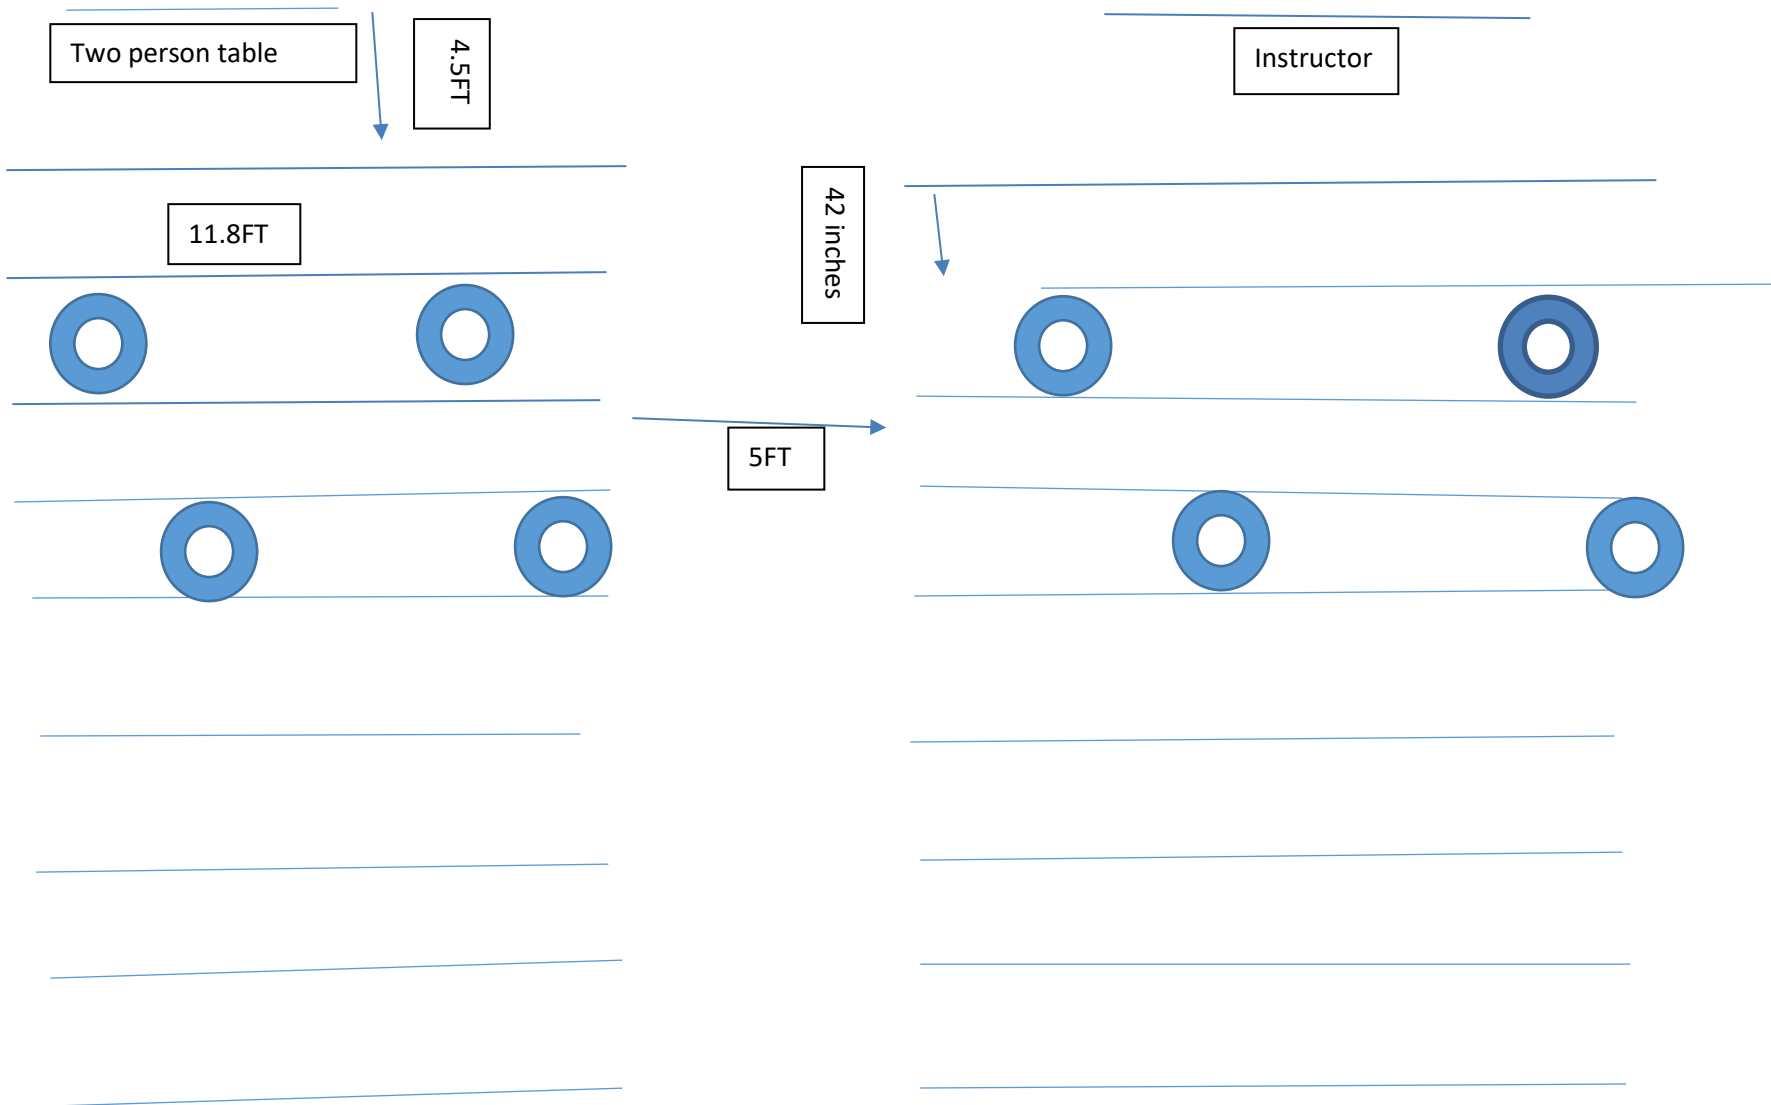 Two person table
4.5FT
Instructor
11.8FT
42 inches
5FT